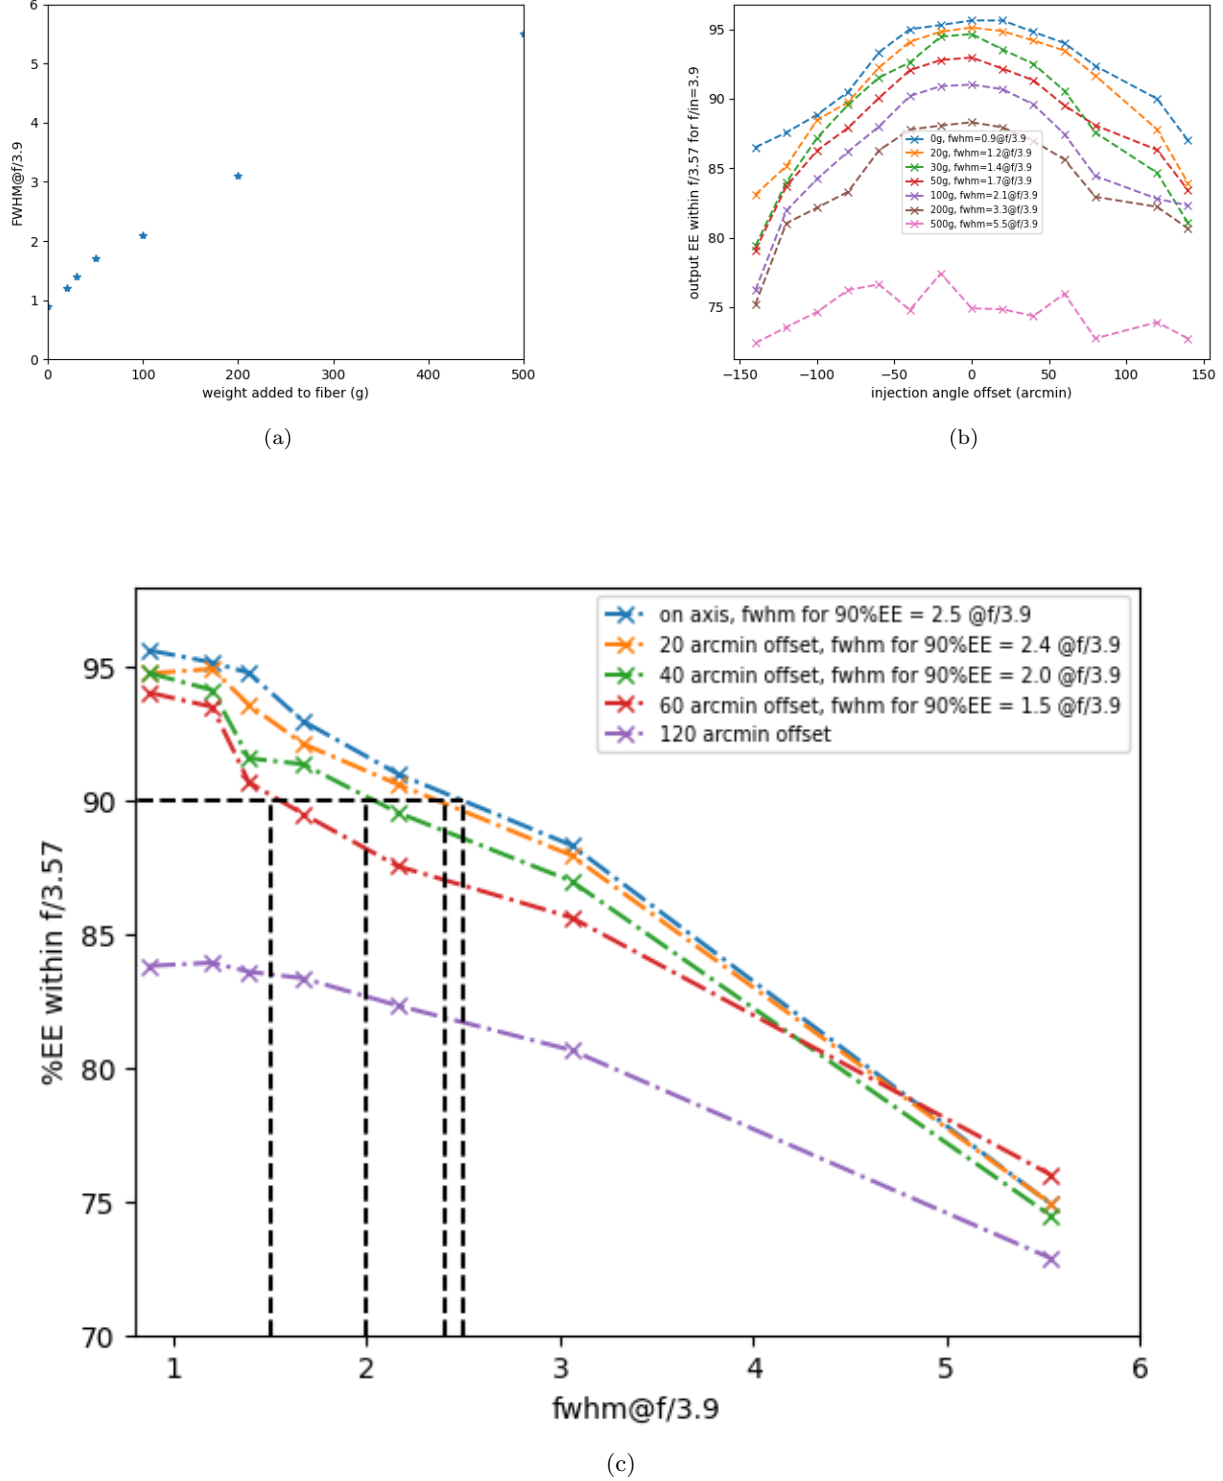 6
5
4
3
2
1
0
FWHM@f/3.9
0 100 200 300 400 500
weight added to fiber (g)
(a)
95
90
85
80
75
output EE within f/3.57 for f/in=3.9
0g, fwhm=0.9@f/3.9
20g, fwhm=1.2@f/3.9
30g, fwhm=1.4@f/3.9
50g, fwhm=1.7@f/3.9
100g, fwhm=2.1@f/3.9
200g, fwhm=3.3@f/3.9
500g, fwhm=5.5@f/3.9
−150 −100 −50 0 50 100 150
injection angle offset (arcmin)
(b)
on axis, fwhm for 90%EE = 2.5 @f/3.9
20 arcmin offset, fwhm for 90%EE = 2.4 @f/3.9
40 arcmin offset, fwhm for 90%EE = 2.0 @f/3.9
60 arcmin offset, fwhm for 90%EE = 1.5 @f/3.9
120 arcmin offset
95
90
85
80
75
70
%EE within f/3.57
1 2 3 4 5 6
fwhm@f/3.9
(c)